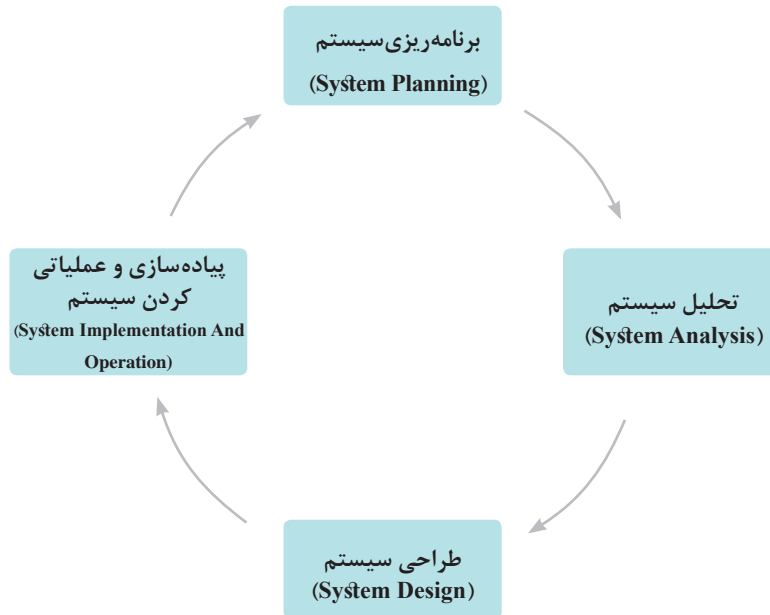 برنامه‌ریزی سیستم
(System Planning)
تحلیل سیستم
(System Analysis)
طراحی سیستم
(System Design)
پیاده‌سازی و عملیاتی
کردن سیستم
(System Implementation And
Operation)